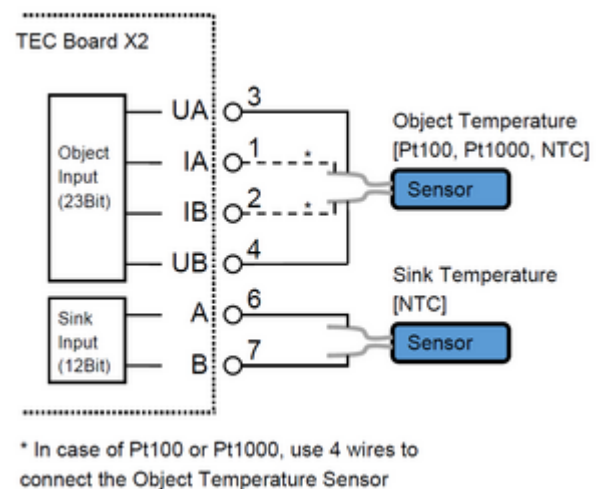 TEC Board X2
UA 3
Object Temperature
[Pt100, Pt1000, NTC]
Object
Input
(23Bit)
IA 1 *
Sensor
IB 2 *
UB 4
Sink Temperature
[NTC]
A 6
Sink
Input
(12Bit)
Sensor
B 7
* In case of Pt100 or Pt1000, use 4 wires to
connect the Object Temperature Sensor